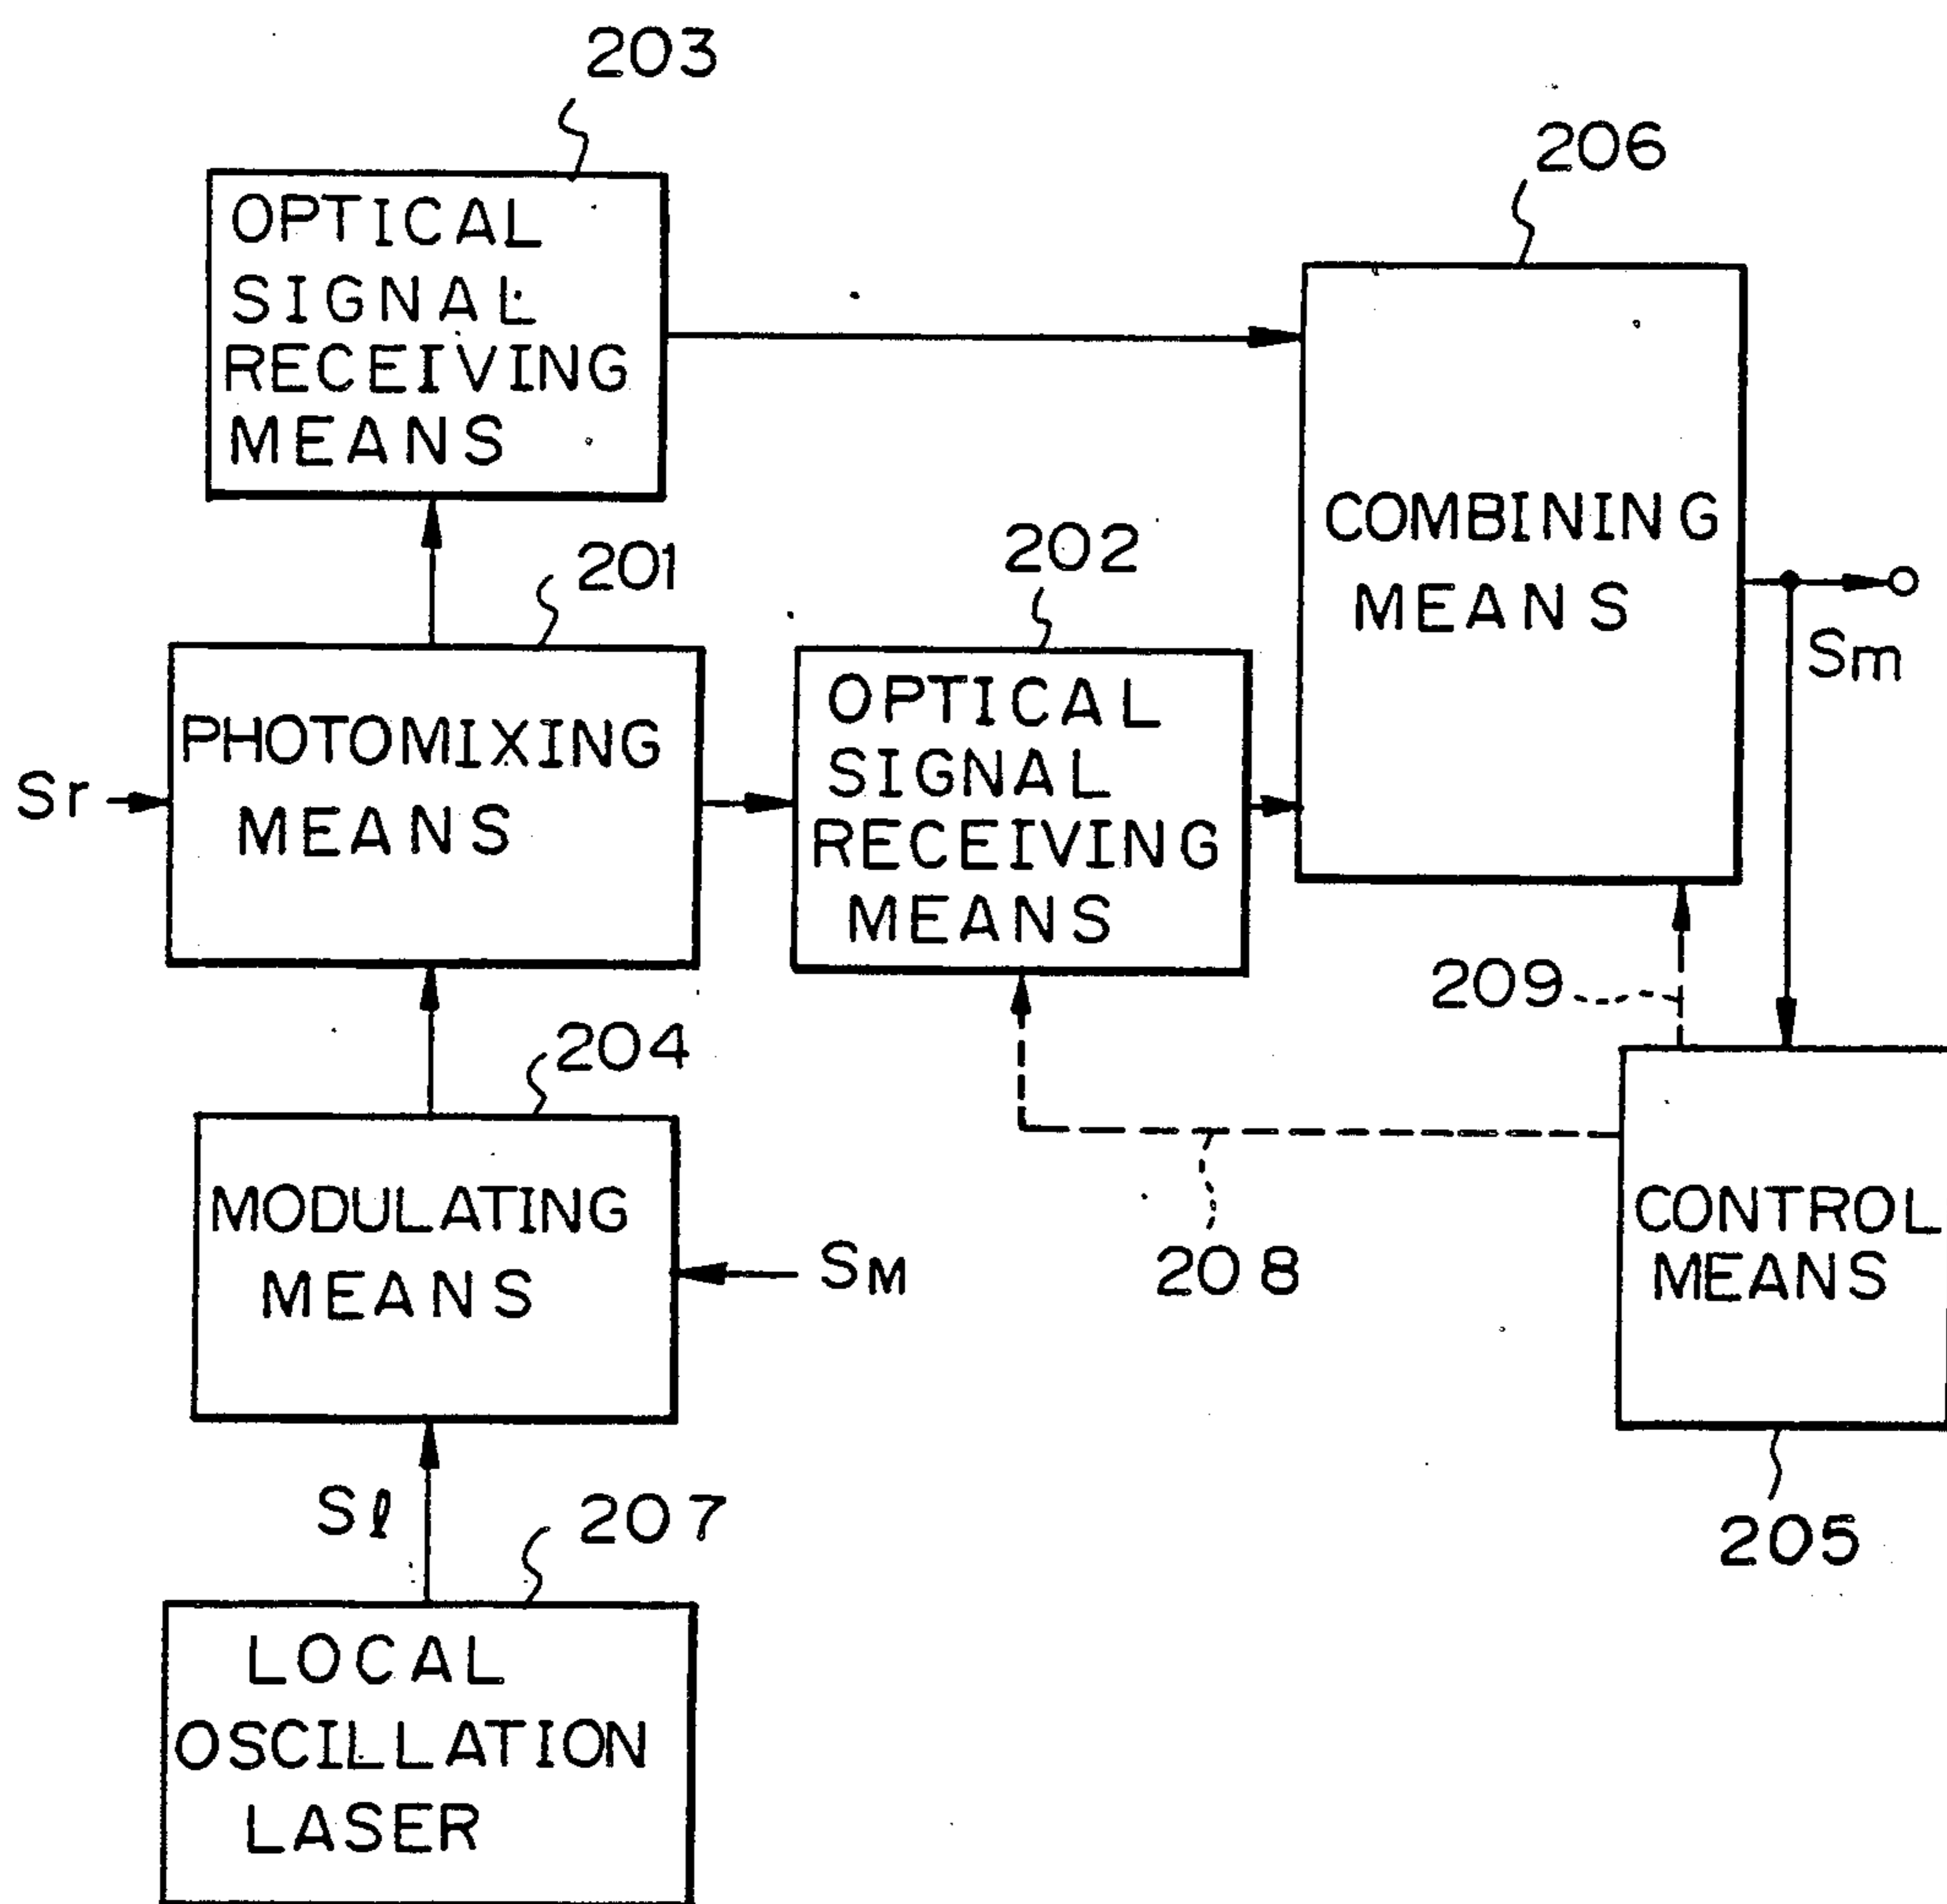 203
OPTICAL
SIGNAL
RECEIVING
MEANS
206
COMBINING
MEANS
Sm
201
PHOTOMIXING
MEANS
Sr
202
OPTICAL
SIGNAL
RECEIVING
MEANS
209
204
MODULATING
MEANS
SM
208
CONTROL
MEANS
205
Sℓ
207
LOCAL
OSCILLATION
LASER